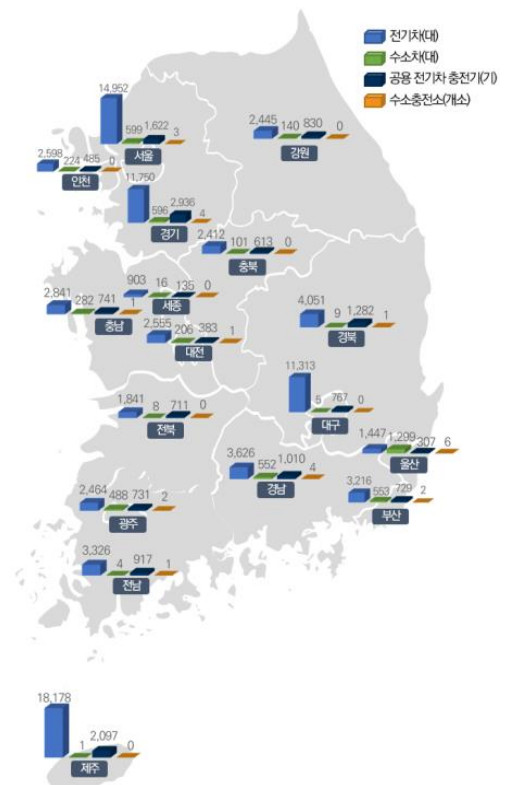 전기차(대)
수소차(대)
공용 전기차 충전기(기)
수소충전소(개소)
14,952 599 1,622 3
서울
2,445 140 830 0
강원
2,598 224 485 0
인천
11,750 596 2,936 4
경기
2,412 101 613 0
충북
903 16 135 0
세종
2,841 282 741 1
충남
2,555 206 383 1
대전
4,051 9 1,282 1
경북
11,313 5 767 0
대구
1,841 8 711 0
전북
1,447 1,299 307 6
울산
3,626 552 1,010 4
경남
3,216 553 729 2
부산
2,464 488 731 2
광주
3,326 4 917 1
전남
18,178 1 2,097 0
제주